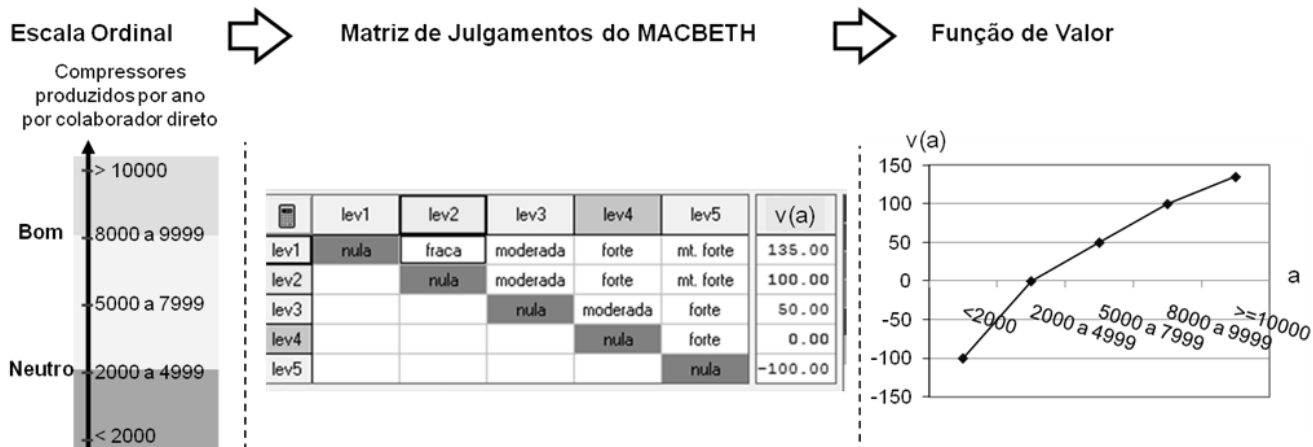 Escala Ordinal
Matriz de Julgamentos do MACBETH
Função de Valor
Compressores
produzidos por ano
por colaborador direto
> 10000
Bom
8000 a 9999
5000 a 7999
Neutro
2000 a 4999
< 2000
lev1 lev2 lev3 lev4 lev5 v(a)
lev1 nula fraca moderada forte mt. forte 135.00
lev2 nula moderada forte mt. forte 100.00
lev3 nula moderada forte 50.00
lev4 nula forte 0.00
lev5 nula -100.00
v(a)
150
100
50
0
-50
-100
-150
a
<2000
2000 a 4999
5000 a 7999
8000 a 9999
>=10000